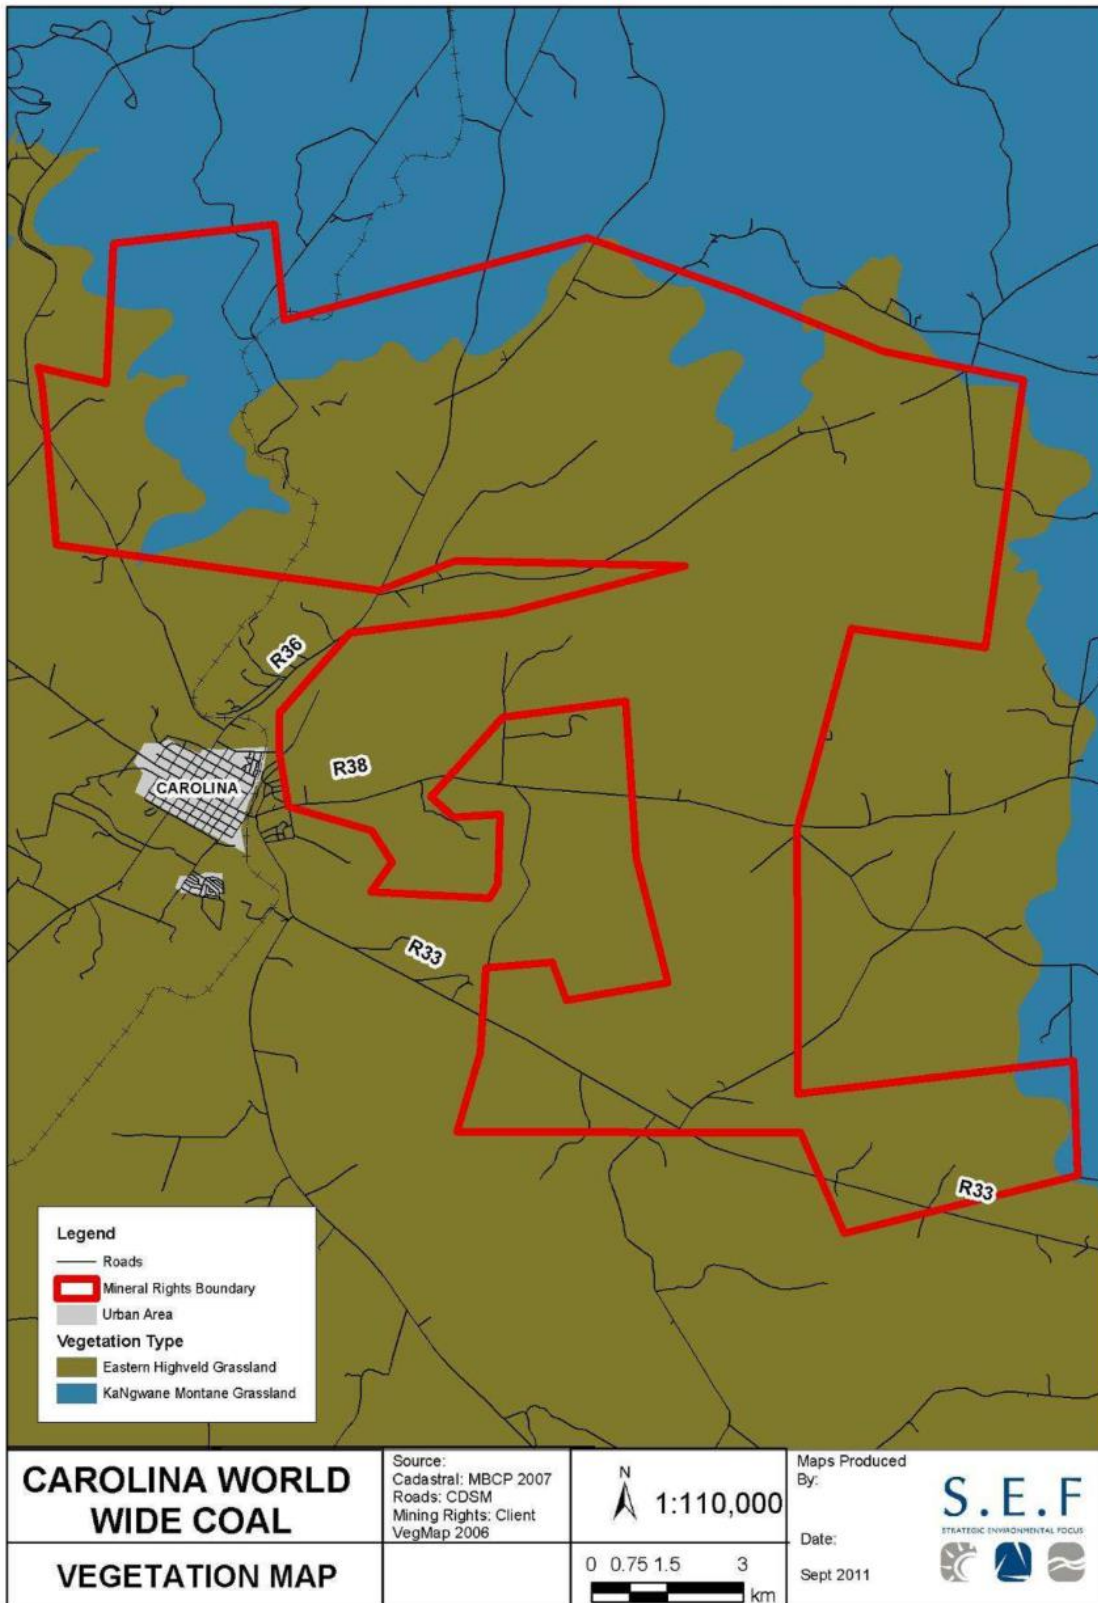 R36
R38
CAROLINA
R33
R33
Legend
Roads
Mineral Rights Boundary
Urban Area
Vegetation Type
Eastern Highveld Grassland
KaNgwane Montane Grassland
CAROLINA WORLD
WIDE COAL
VEGETATION MAP
Source:
Cadastral: MBCP 2007
Roads: CDSM
Mining Rights: Client
VegMap 2006
N
1:110,000
0 0.75 1.5 3
km
Maps Produced
By:
Date:
Sept 2011
S.E.F
STRATEGIC ENVIRONMENTAL FOCUS